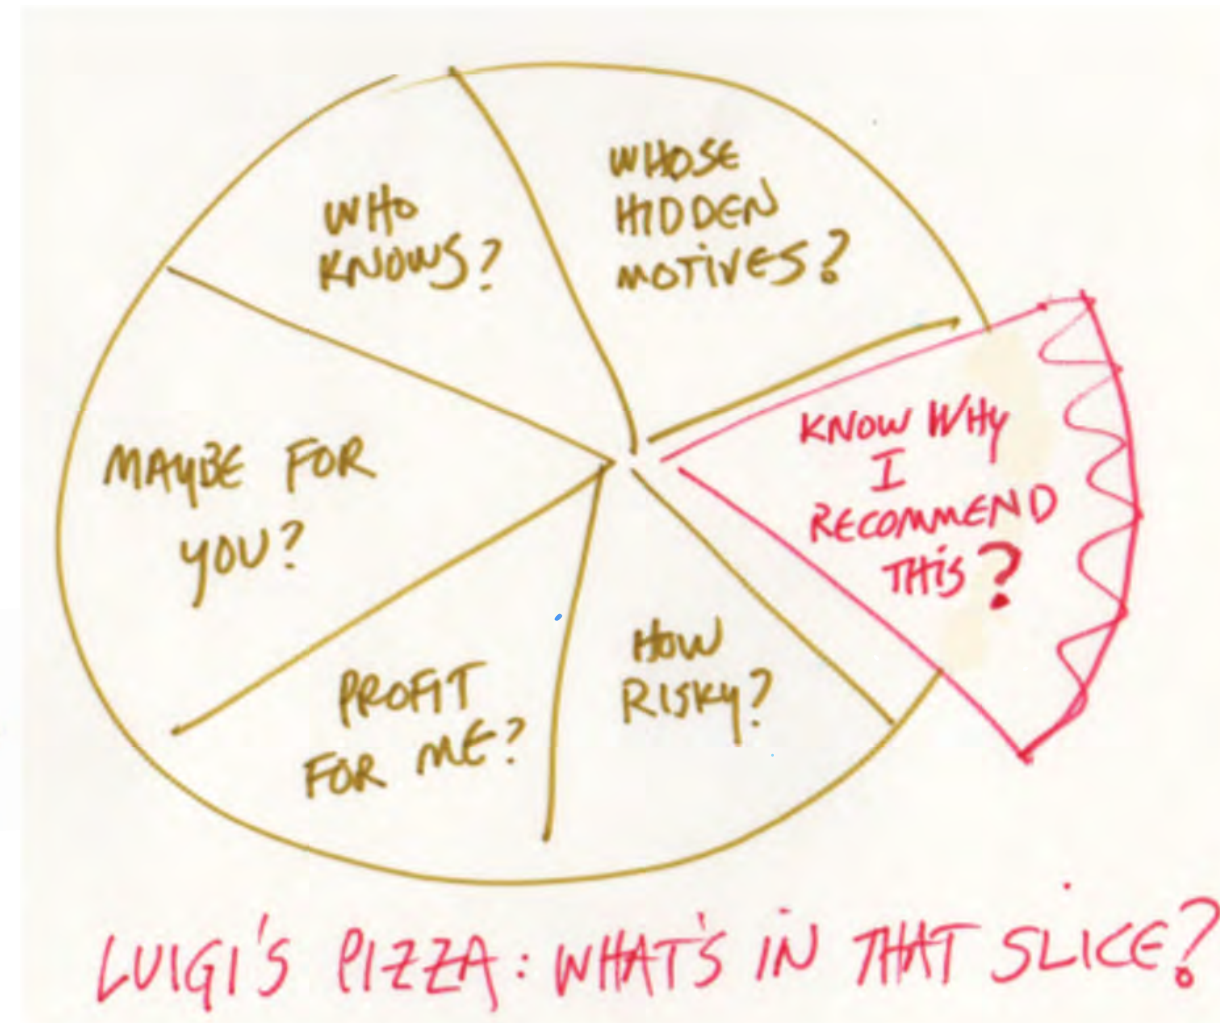 WHO
KNOWS?
WHOSE
HIDDEN
MOTIVES?
KNOW WHY
I
RECOMMEND
THIS?
MAYBE FOR
YOU?
PROFIT
FOR ME?
HOW
RISKY?
LUIGI'S PIZZA: WHAT'S IN THAT SLICE?